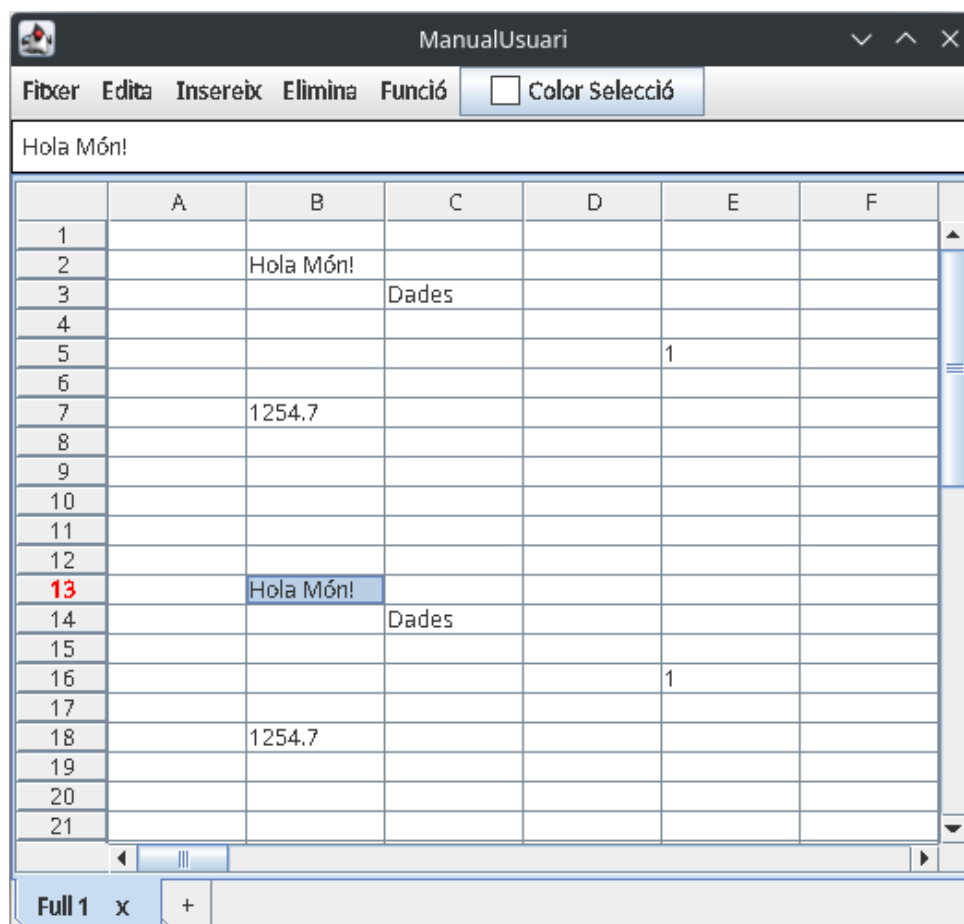 ManualUsuari
Fitxer Edita Insereix Elimina Funció Color Selecció
Hola Món!
A B C D E F
1
2 Hola Món!
3 Dades
4
5 1
6
7 1254.7
8
9
10
11
12
13 Hola Món!
14 Dades
15
16 1
17
18 1254.7
19
20
21
Full 1 x +